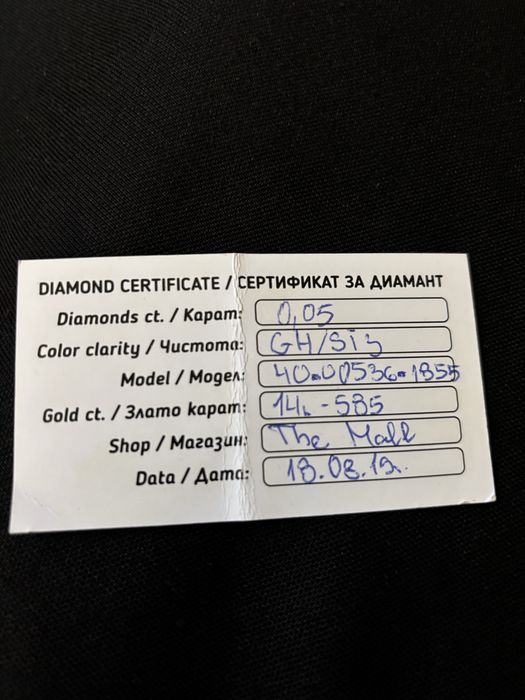 DIAMOND CERTIFICATE / СЕРТИФИКАТ ЗА ДИАМАНТ
Diamonds ct. / Карат: 0,05
Color clarity / Чистота: GH/Si3
Model / Модел: 40.00536.1855
Gold ct. / Злато карат: 14k-585
Shop / Магазин: The Mall
Data / Дата: 18.08.19.